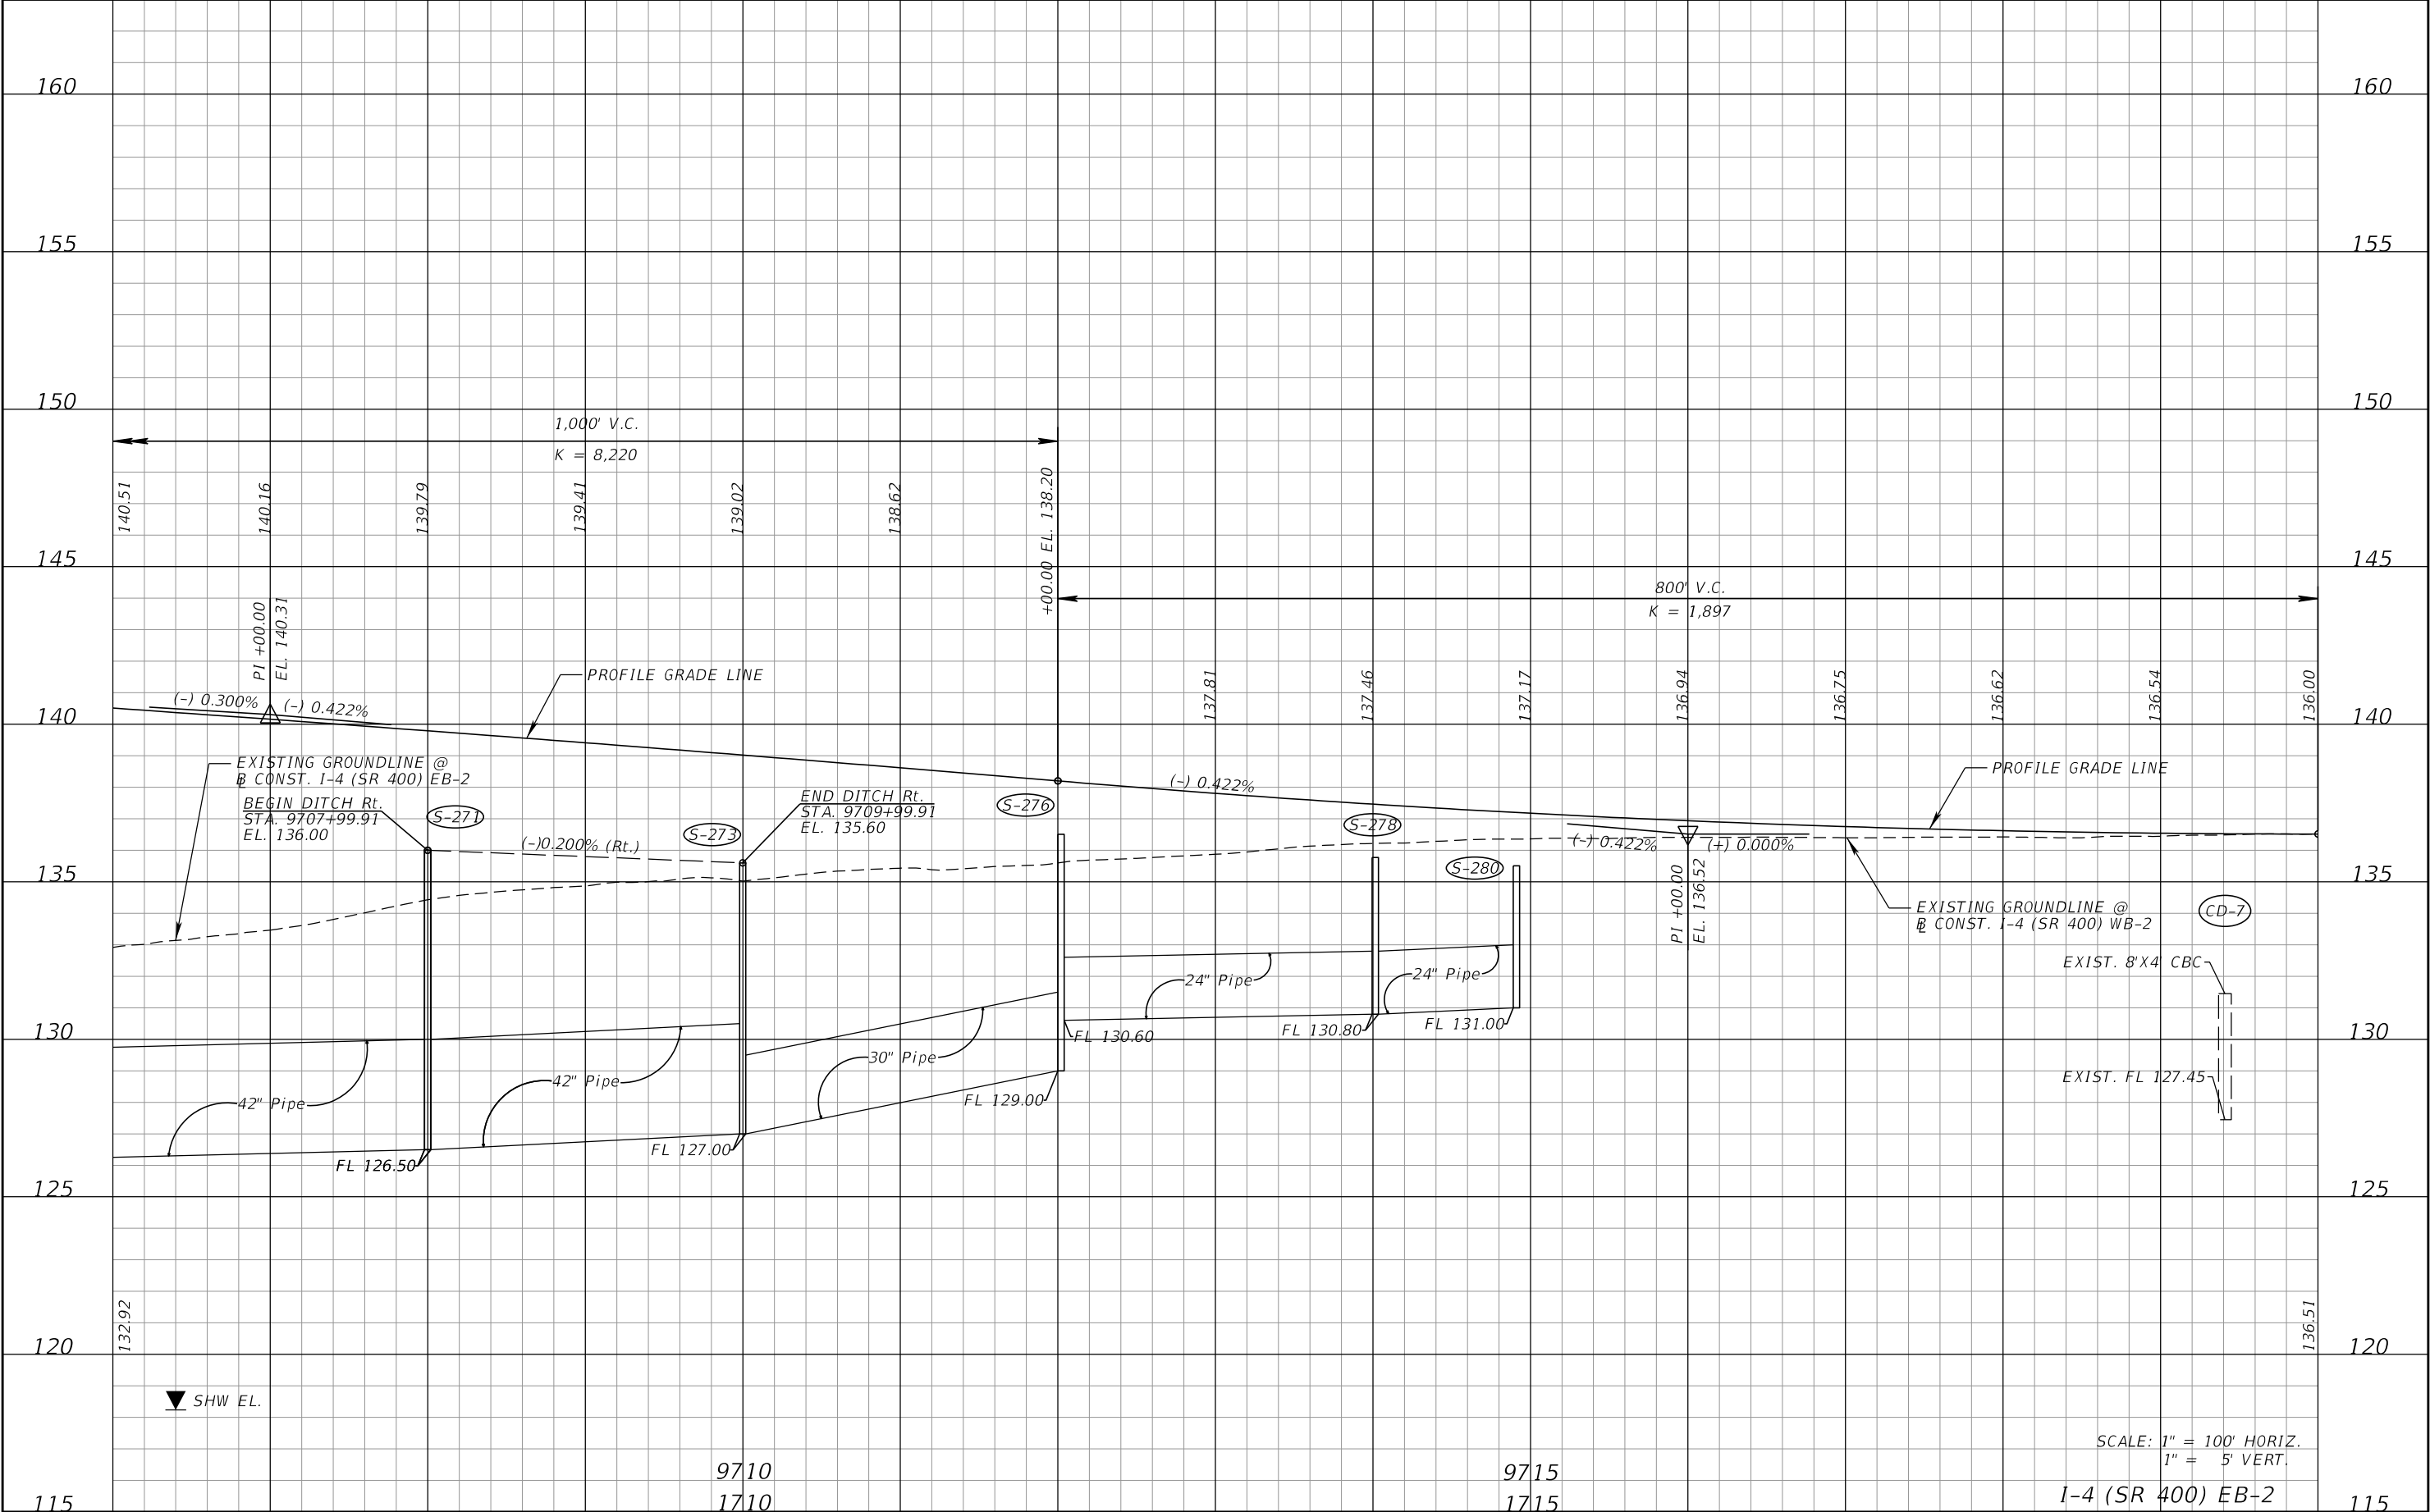 160
160
155
155
150
150
1,000' V.C.
K = 8,220
140.51
140.16
139.79
139.41
139.02
138.62
+00.00 EL. 138.20
145
145
800' V.C.
K = 1,897
PI +00.00
EL. 140.31
PROFILE GRADE LINE
137.81
137.46
137.17
136.94
136.75
136.62
136.54
136.00
(-) 0.300%
(-) 0.422%
140
140
EXISTING GROUNDLINE @
B̲L CONST. I-4 (SR 400) EB-2
PROFILE GRADE LINE
(-) 0.422%
BEGIN DITCH Rt.
STA. 9707+99.91
EL. 136.00
S-271
S-273
END DITCH Rt.
STA. 9709+99.91
EL. 135.60
S-276
S-278
(-)0.200% (Rt.)
(-) 0.422%
(+) 0.000%
135
135
S-280
PI +00.00
EL. 136.52
EXISTING GROUNDLINE @
B̲L CONST. I-4 (SR 400) WB-2
CD-7
EXIST. 8'X4' CBC
24" Pipe
24" Pipe
130
130
FL 130.60
FL 130.80
FL 131.00
30" Pipe
42" Pipe
42" Pipe
EXIST. FL 127.45
FL 129.00
FL 127.00
FL 126.50
125
125
132.92
136.51
120
120
SHW EL.
SCALE: 1" = 100' HORIZ.
1" = 5' VERT.
9710
9715
I-4 (SR 400) EB-2
115
1710
1715
115